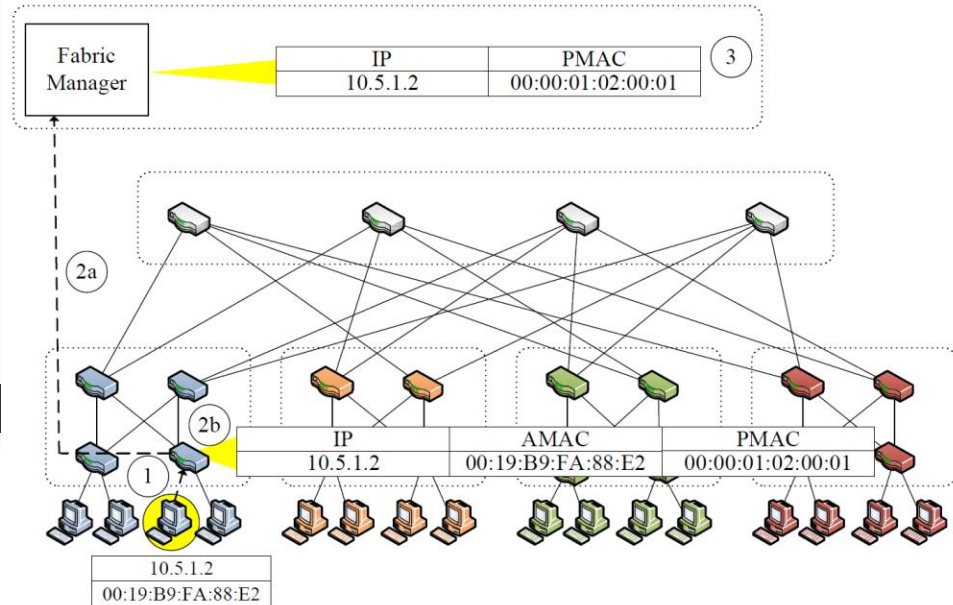 Fabric
Manager
IP PMAC
10.5.1.2 00:00:01:02:00:01
3
2a
2b
IP AMAC PMAC
10.5.1.2 00:19:B9:FA:88:E2 00:00:01:02:00:01
1
10.5.1.2
00:19:B9:FA:88:E2